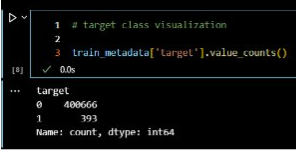 1 # target class visualization
2
3 train_metadata['target'].value_counts()
[8] ✓ 0.0s
... target
0 400666
1 393
Name: count, dtype: int64